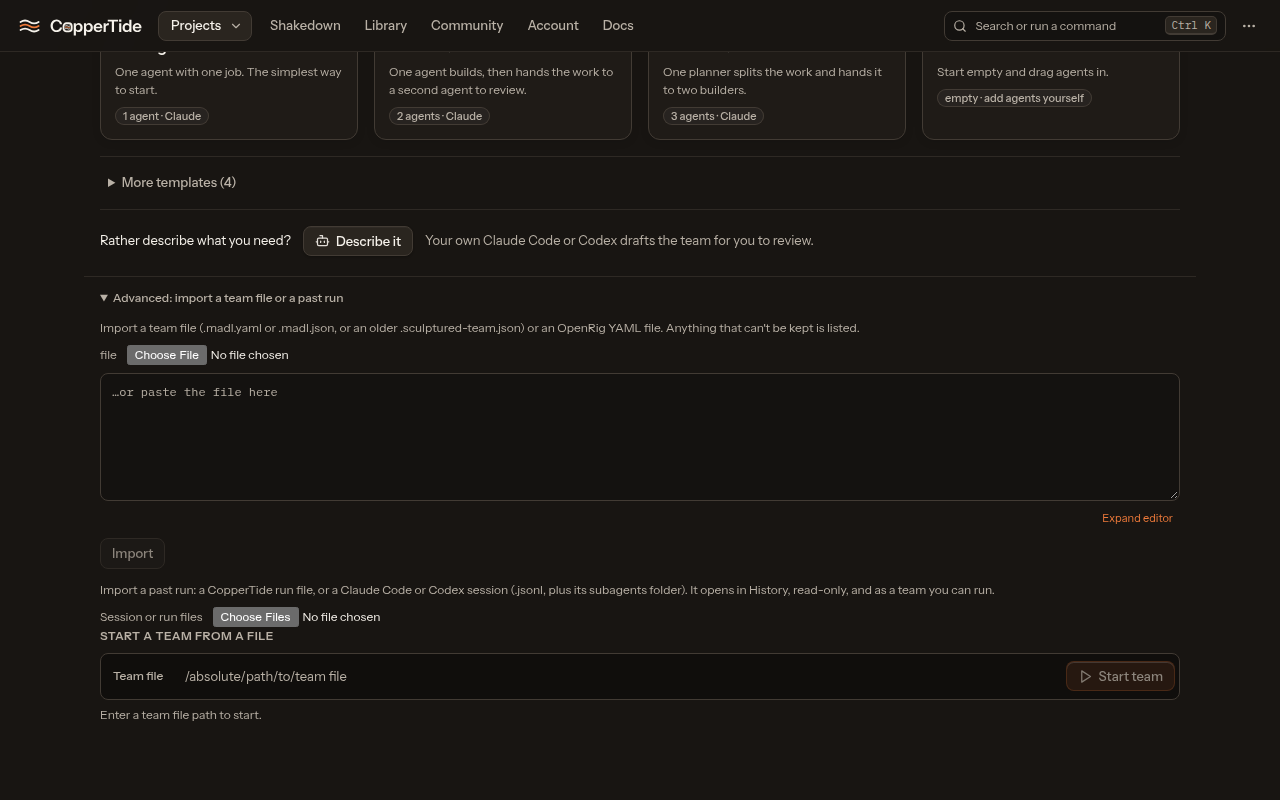 CopperTide
Projects
Shakedown
Library
Community
Account
Docs
Search or run a command
Ctrl K
One agent with one job. The simplest way
to start.
1 agent · Claude
One agent builds, then hands the work to
a second agent to review.
2 agents · Claude
One planner splits the work and hands it
to two builders.
3 agents · Claude
Start empty and drag agents in.
empty · add agents yourself
More templates (4)
Rather describe what you need?
Describe it
Your own Claude Code or Codex drafts the team for you to review.
Advanced: import a team file or a past run
Import a team file (.madl.yaml or .madl.json, or an older .sculptured-team.json) or an OpenRig YAML file. Anything that can't be kept is listed.
file Choose File No file chosen
…or paste the file here
Expand editor
Import
Import a past run: a CopperTide run file, or a Claude Code or Codex session (.jsonl, plus its subagents folder). It opens in History, read-only, and as a team you can run.
Session or run files Choose Files No file chosen
START A TEAM FROM A FILE
Team file /absolute/path/to/team file
Start team
Enter a team file path to start.